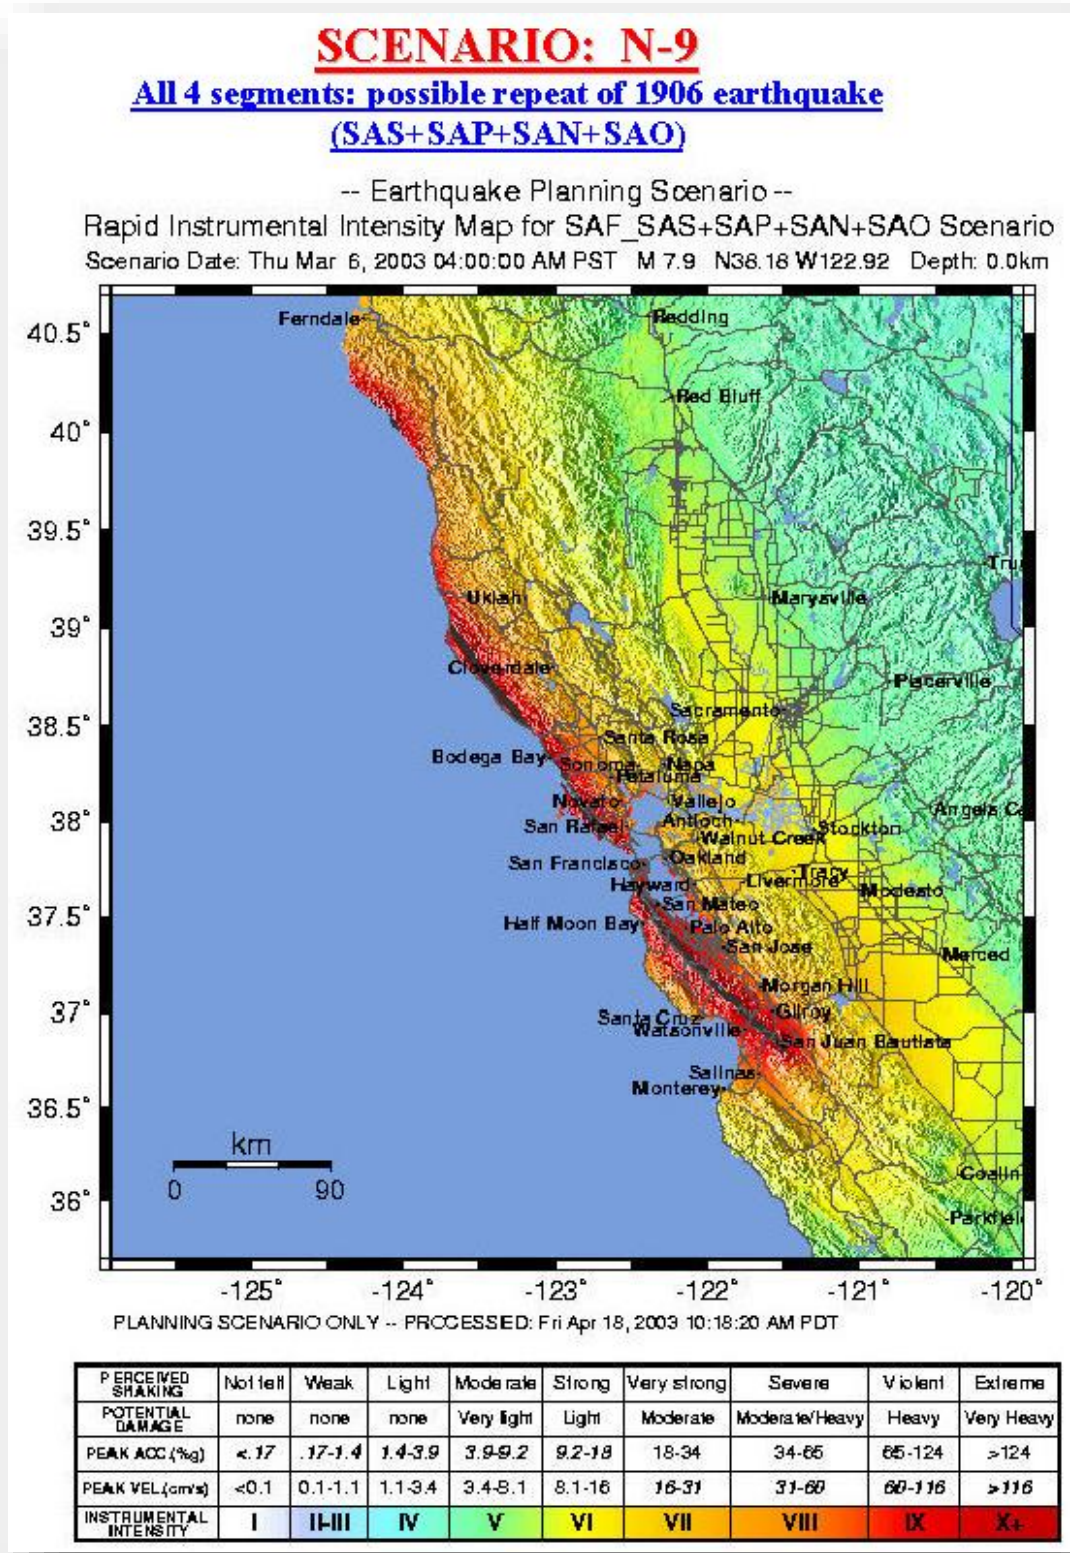 SCENARIO: N-9
All 4 segments: possible repeat of 1906 earthquake
(SAS+SAP+SAN+SAO)
-- Earthquake Planning Scenario --
Rapid Instrumental Intensity Map for SAF_SAS+SAP+SAN+SAO Scenario
Scenario Date: Thu Mar 6, 2003 04:00:00 AM PST M 7.9 N38.18 W122.92 Depth: 0.0km
Ferndale Redding
40.5°
Red Bluff
40°
39.5°
Tru
Ukiah Marysville
39°
Cloverdale
Placerville
Sacramento
38.5°
Santa Rosa
Bodega Bay Sonoma Napa
Petaluma
Novato Vallejo
Angels Ca
38°
San Rafael Antioch
Stockton
Walnut Creek
San Francisco Oakland
Tracy
Hayward Livermore
Modesto
San Mateo
37.5°
Half Moon Bay Palo Alto
San Jose
Merced
Morgan Hill
37°
Santa Cruz Gilroy
Watsonville
San Juan Bautista
Salinas
Monterey
36.5°
km
0 90
Coalin
36°
Parkfiel
-125° -124° -123° -122° -121° -120°
PLANNING SCENARIO ONLY -- PROCESSED: Fri Apr 18, 2003 10:18:20 AM PDT
PERCEIVED SHAKING Not felt Weak Light Moderate Strong Very strong Severe Violent Extreme
POTENTIAL DAMAGE none none none Very light Light Moderate Moderate/Heavy Heavy Very Heavy
PEAK ACC.(%g) <.17 .17-1.4 1.4-3.9 3.9-9.2 9.2-18 18-34 34-65 65-124 >124
PEAK VEL.(cm/s) <0.1 0.1-1.1 1.1-3.4 3.4-8.1 8.1-16 16-31 31-60 60-116 >116
INSTRUMENTAL INTENSITY I II-III IV V VI VII VIII IX X+